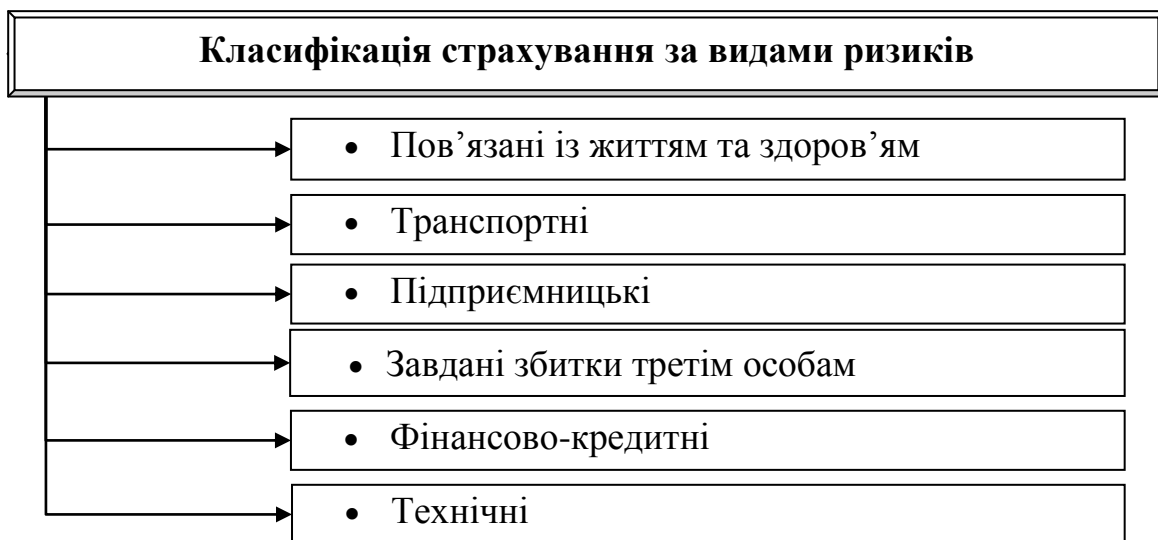 Класифікація страхування за видами ризиків
• Пов’язані із життям та здоров’ям
• Транспортні
• Підприємницькі
• Завдані збитки третім особам
• Фінансово-кредитні
• Технічні